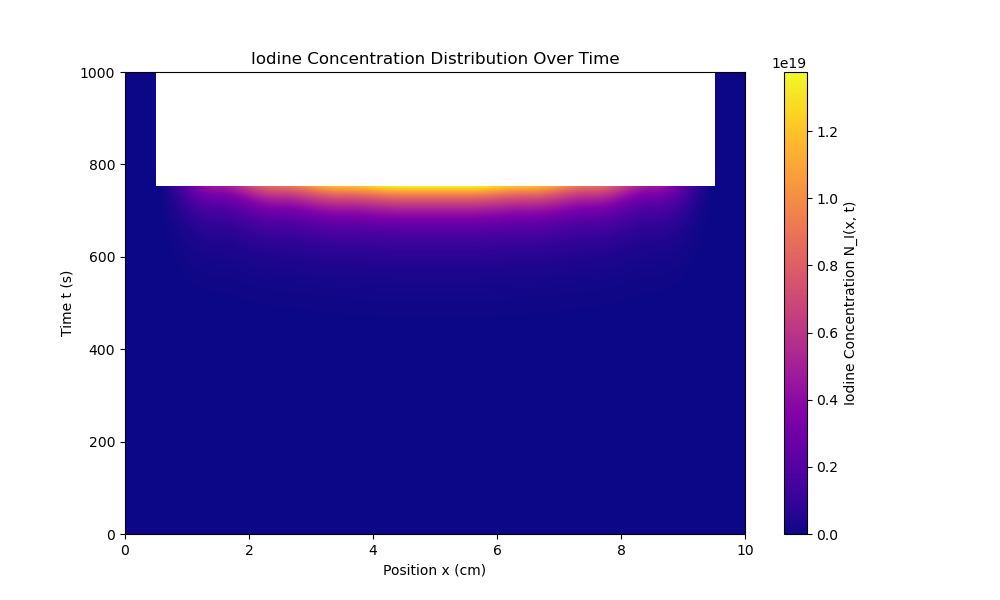 Iodine Concentration Distribution Over Time
1e19
1000
800
600
400
200
0
Time t (s)
0 2 4 6 8 10
Position x (cm)
1.2
1.0
0.8
0.6
0.4
0.2
0.0
Iodine Concentration N_I(x, t)